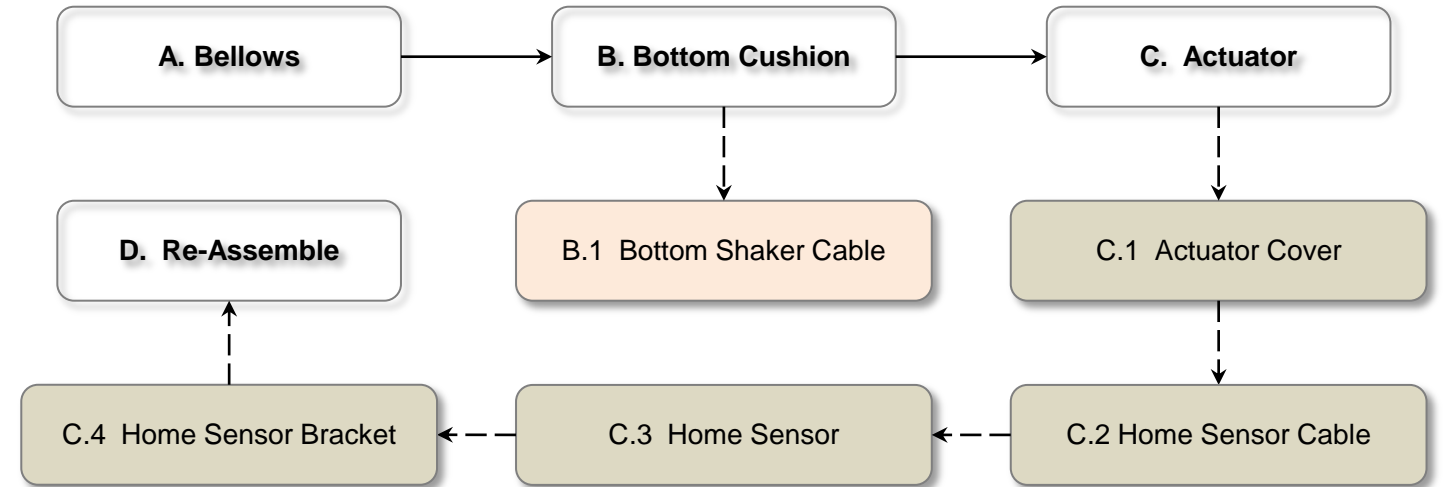 A. Bellows
B. Bottom Cushion
C. Actuator
D. Re-Assemble
B.1 Bottom Shaker Cable
C.1 Actuator Cover
C.4 Home Sensor Bracket
C.3 Home Sensor
C.2 Home Sensor Cable